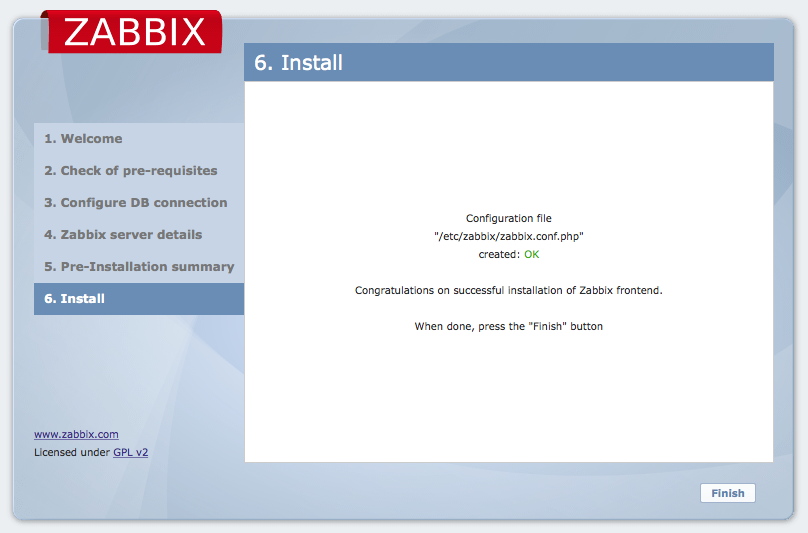 ZABBIX
6. Install
1. Welcome
2. Check of pre-requisites
3. Configure DB connection
4. Zabbix server details
5. Pre-Installation summary
6. Install
Configuration file
"/etc/zabbix/zabbix.conf.php"
created: OK
Congratulations on successful installation of Zabbix frontend.
When done, press the "Finish" button
www.zabbix.com
Licensed under GPL v2
Finish